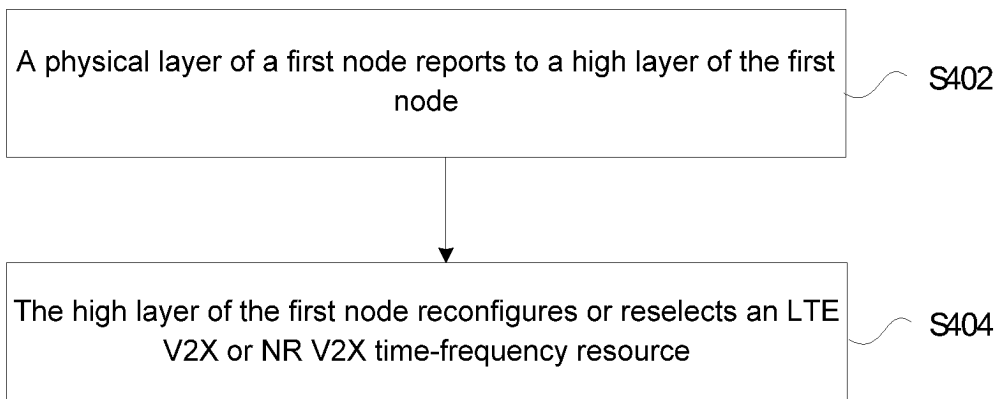 A physical layer of a first node reports to a high layer of the first
node
S402
The high layer of the first node reconfigures or reselects an LTE
V2X or NR V2X time-frequency resource
S404